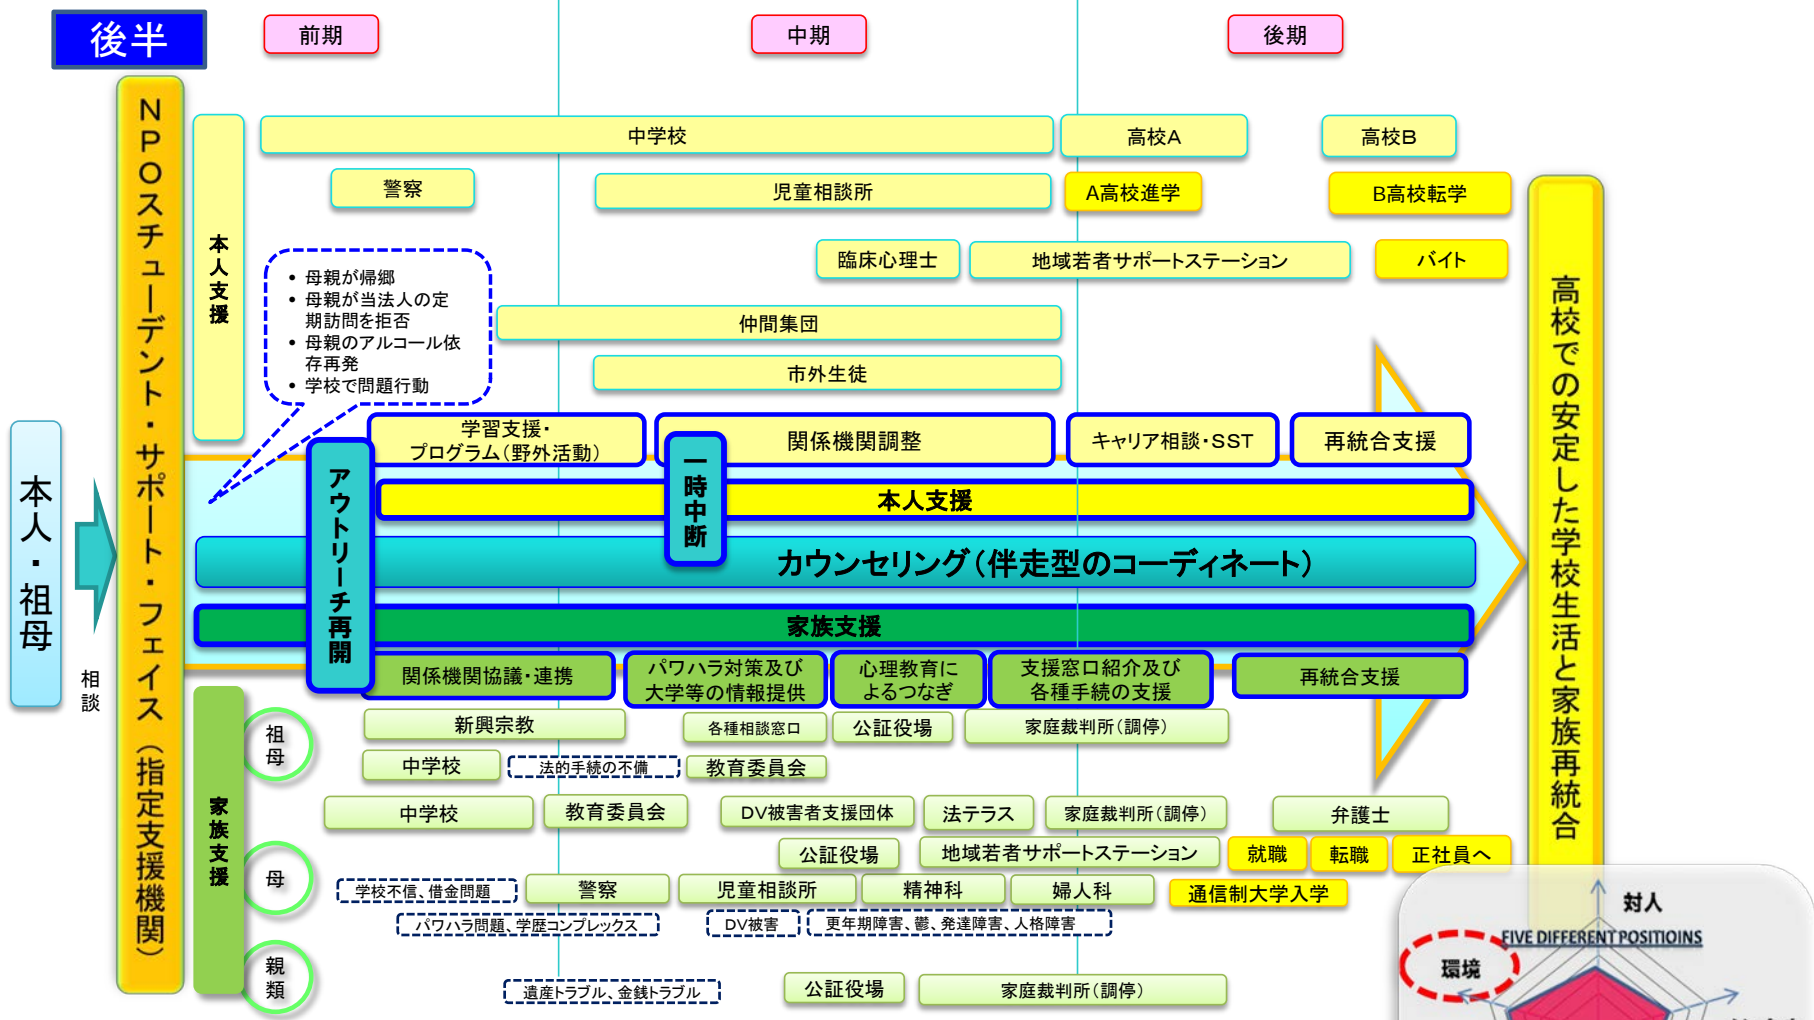 後半
前期
中期
後期
本人・祖母
相談
NPOスチューデント・サポート・フェイス（指定支援機関）
本人支援
中学校
高校A
高校B
警察
児童相談所
A高校進学
B高校転学
臨床心理士
地域若者サポートステーション
バイト
• 母親が帰郷
• 母親が当法人の定
期訪問を拒否
• 母親のアルコール依
存再発
• 学校で問題行動
仲間集団
市外生徒
学習支援・
プログラム（野外活動）
関係機関調整
キャリア相談・SST
再統合支援
アウトリーチ再開
一時中断
本人支援
カウンセリング（伴走型のコーディネート）
家族支援
関係機関協議・連携
パワハラ対策及び
大学等の情報提供
心理教育に
よるつなぎ
支援窓口紹介及び
各種手続の支援
再統合支援
家族支援
祖母
新興宗教
各種相談窓口
公証役場
家庭裁判所（調停）
中学校
法的手続の不備
教育委員会
母
中学校
教育委員会
DV被害者支援団体
法テラス
家庭裁判所（調停）
弁護士
公証役場
地域若者サポートステーション
就職
転職
正社員へ
学校不信、借金問題
警察
児童相談所
精神科
婦人科
通信制大学入学
パワハラ問題、学歴コンプレックス
DV被害
更年期障害、鬱、発達障害、人格障害
親類
遺産トラブル、金銭トラブル
公証役場
家庭裁判所（調停）
高校での安定した学校生活と家族再統合
対人
FIVE DIFFERENT POSITIOINS
環境